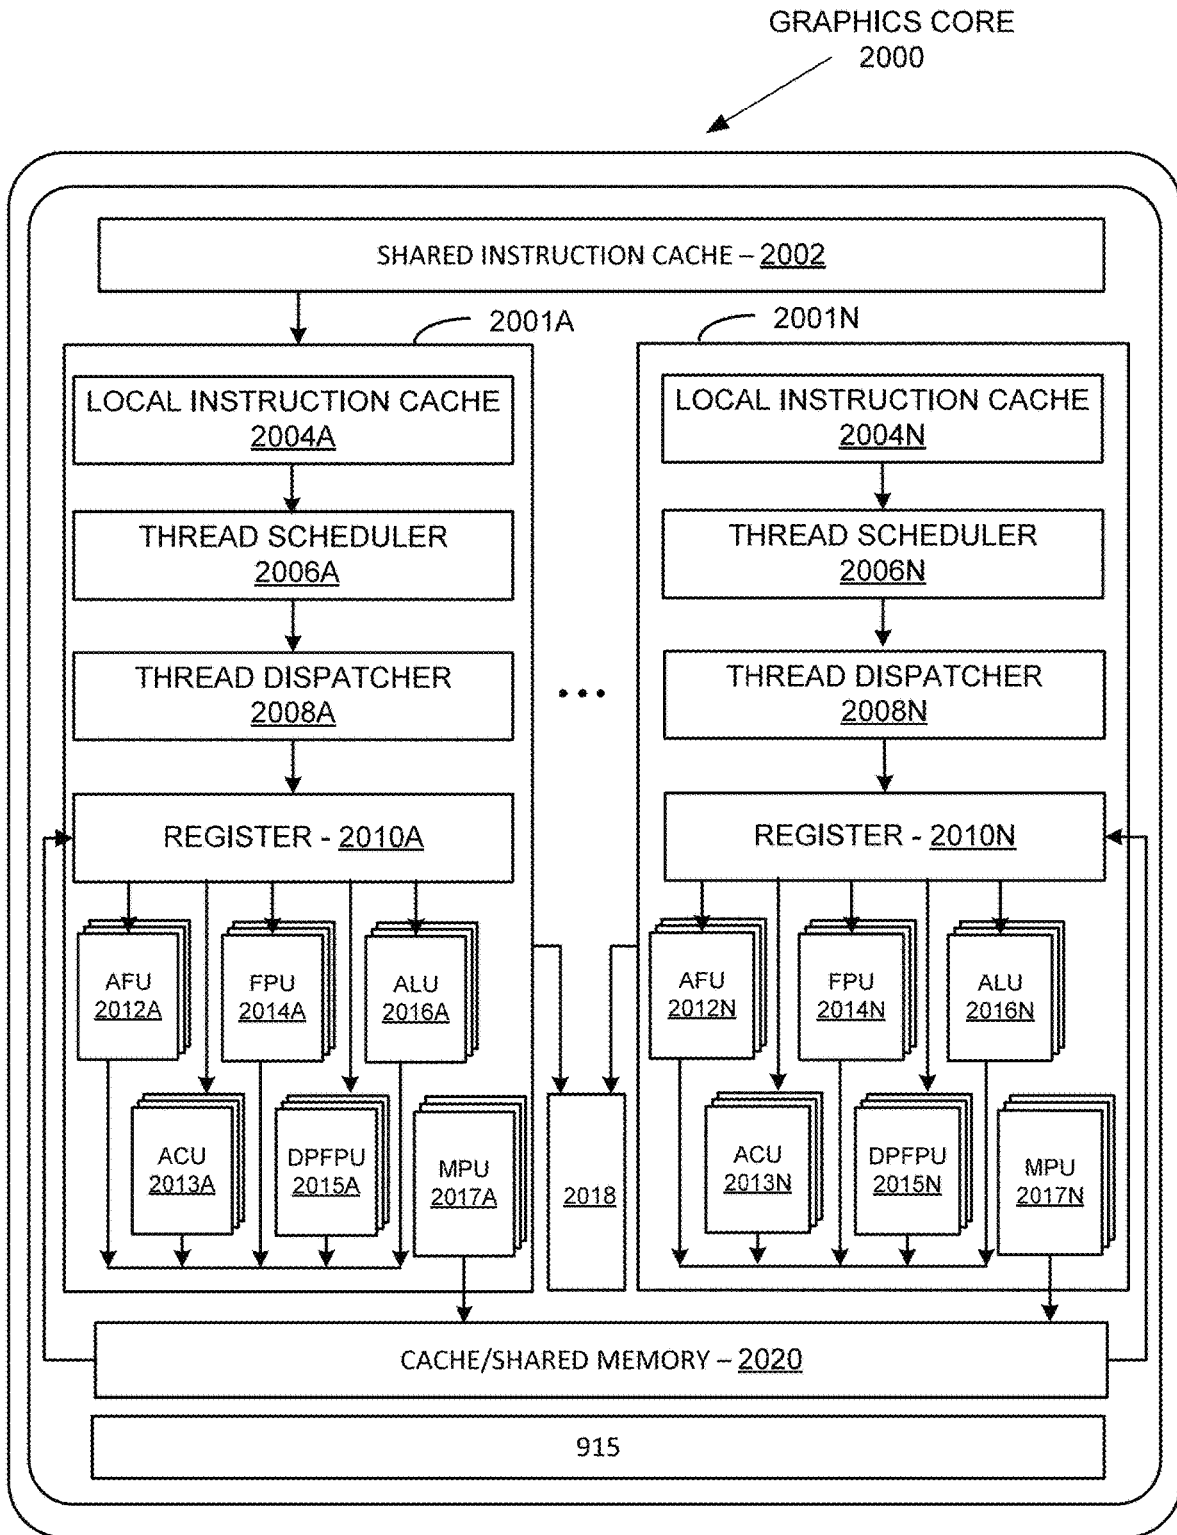 GRAPHICS CORE
2000
SHARED INSTRUCTION CACHE – 2002
2001A
2001N
LOCAL INSTRUCTION CACHE
2004A
THREAD SCHEDULER
2006A
THREAD DISPATCHER
2008A
REGISTER - 2010A
AFU
2012A
FPU
2014A
ALU
2016A
ACU
2013A
DPFPU
2015A
MPU
2017A
...
2018
LOCAL INSTRUCTION CACHE
2004N
THREAD SCHEDULER
2006N
THREAD DISPATCHER
2008N
REGISTER - 2010N
AFU
2012N
FPU
2014N
ALU
2016N
ACU
2013N
DPFPU
2015N
MPU
2017N
CACHE/SHARED MEMORY – 2020
915